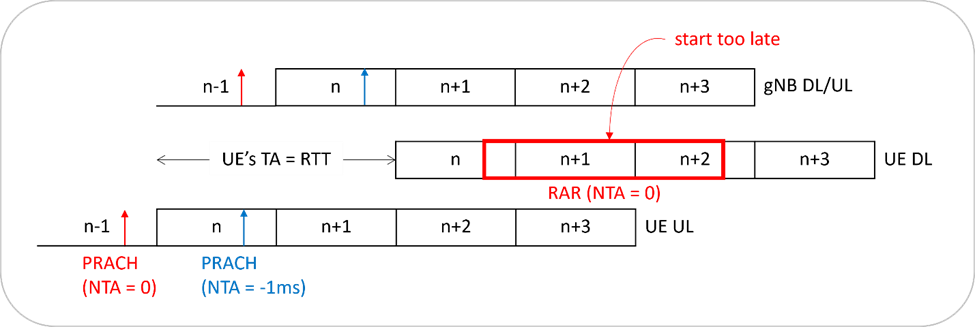 start too late
n-1 n n+1 n+2 n+3 gNB DL/UL
UE's TA = RTT n n+1 n+2 n+3 UE DL
RAR (NTA = 0)
n-1 n n+1 n+2 n+3 UE UL
PRACH PRACH
(NTA = 0) (NTA = -1ms)